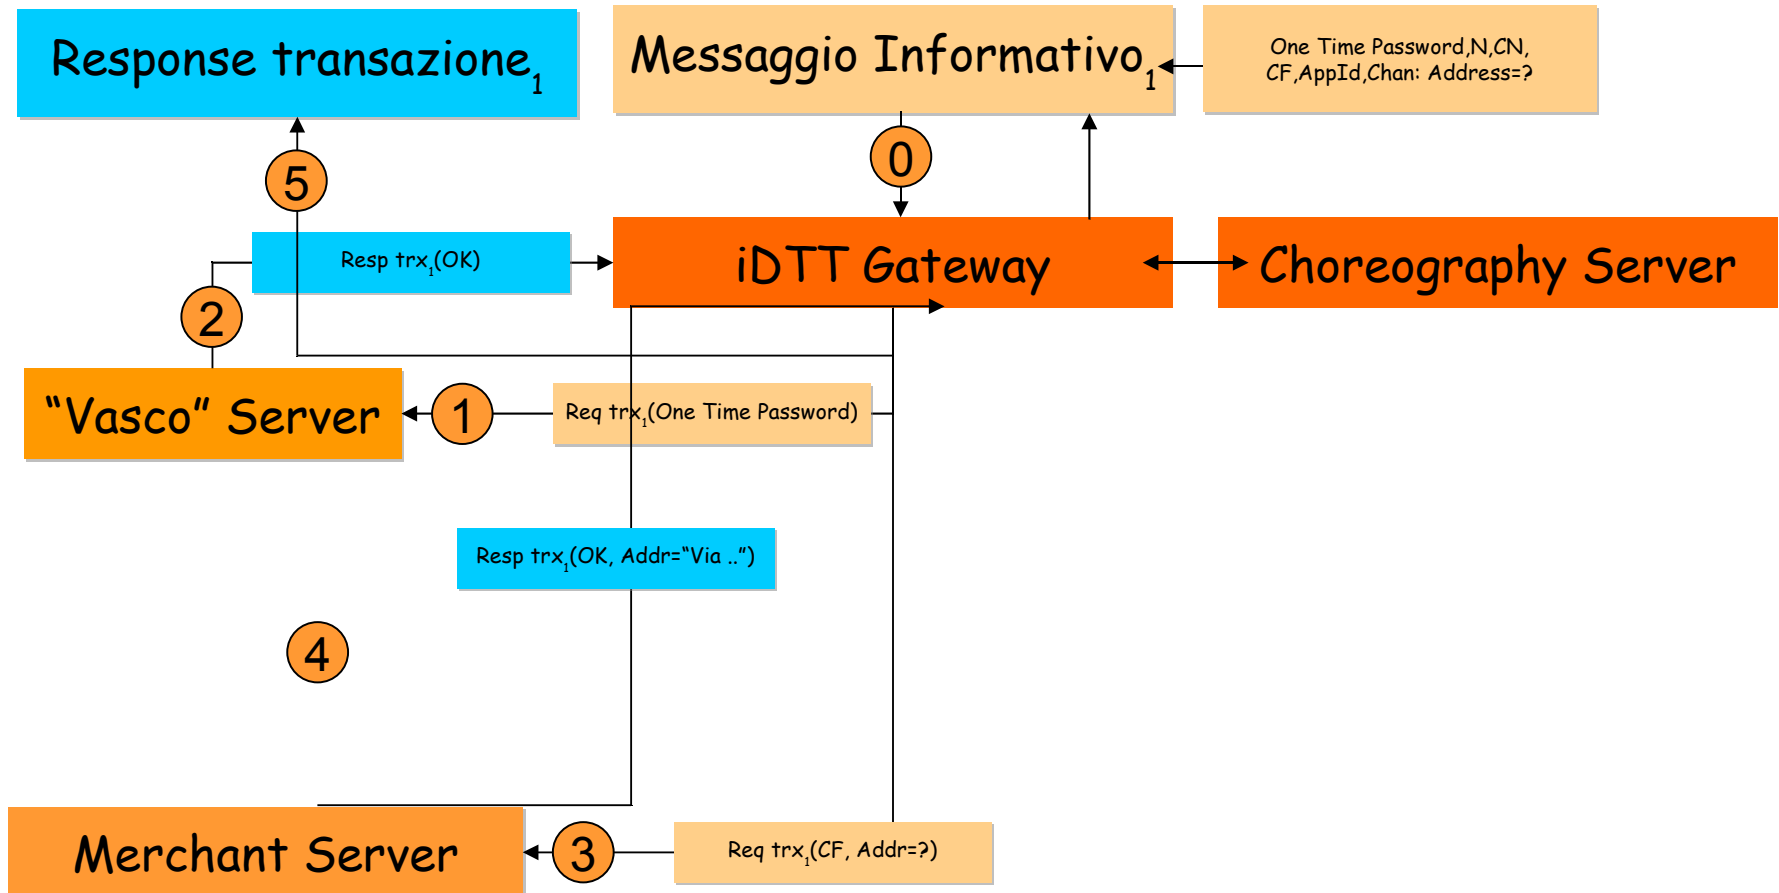 Response transazione1
Messaggio Informativo1
One Time Password,N,CN,
CF,AppId,Chan: Address=?
0
5
Resp trx1(OK)
iDTT Gateway
Choreography Server
2
“Vasco” Server
1
Req trx1(One Time Password)
Resp trx1(OK, Addr=“Via ..”)
4
Merchant Server
3
Req trx1(CF, Addr=?)